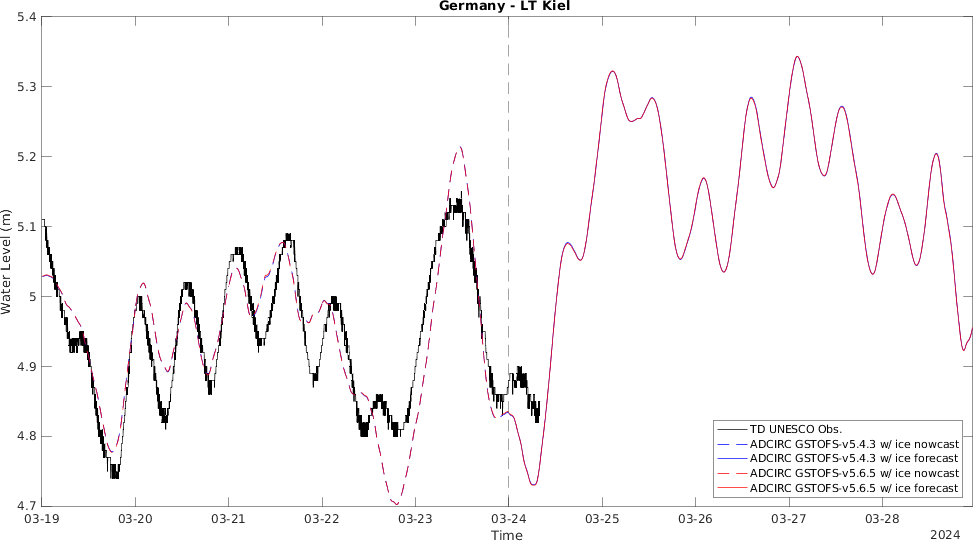 Germany - LT Kiel
Water Level (m)
5.4
5.3
5.2
5.1
5
4.9
4.8
4.7
03-19 03-20 03-21 03-22 03-23 03-24 03-25 03-26 03-27 03-28
Time
2024
TD UNESCO Obs.
ADCIRC GSTOFS-v5.4.3 w/ ice nowcast
ADCIRC GSTOFS-v5.4.3 w/ ice forecast
ADCIRC GSTOFS-v5.6.5 w/ ice nowcast
ADCIRC GSTOFS-v5.6.5 w/ ice forecast